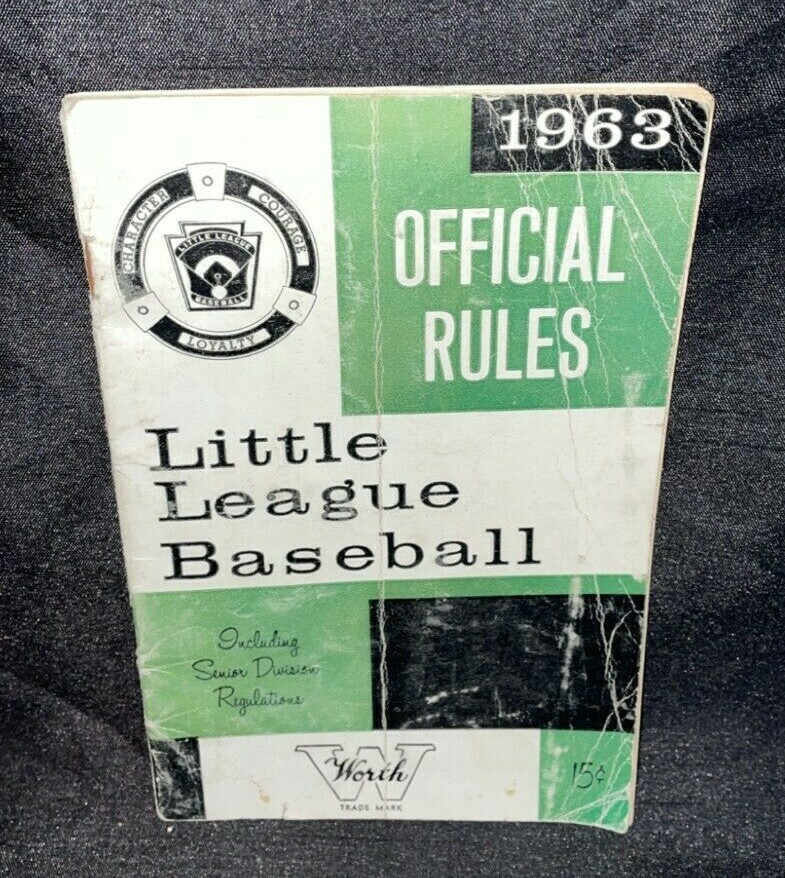 1963
CHARACTER
COURAGE
LOYALTY
LITTLE LEAGUE
BASEBALL
OFFICIAL
RULES
Little
League
Baseball
Including
Senior Division
Regulations
W
Worth
TRADE MARK
15¢